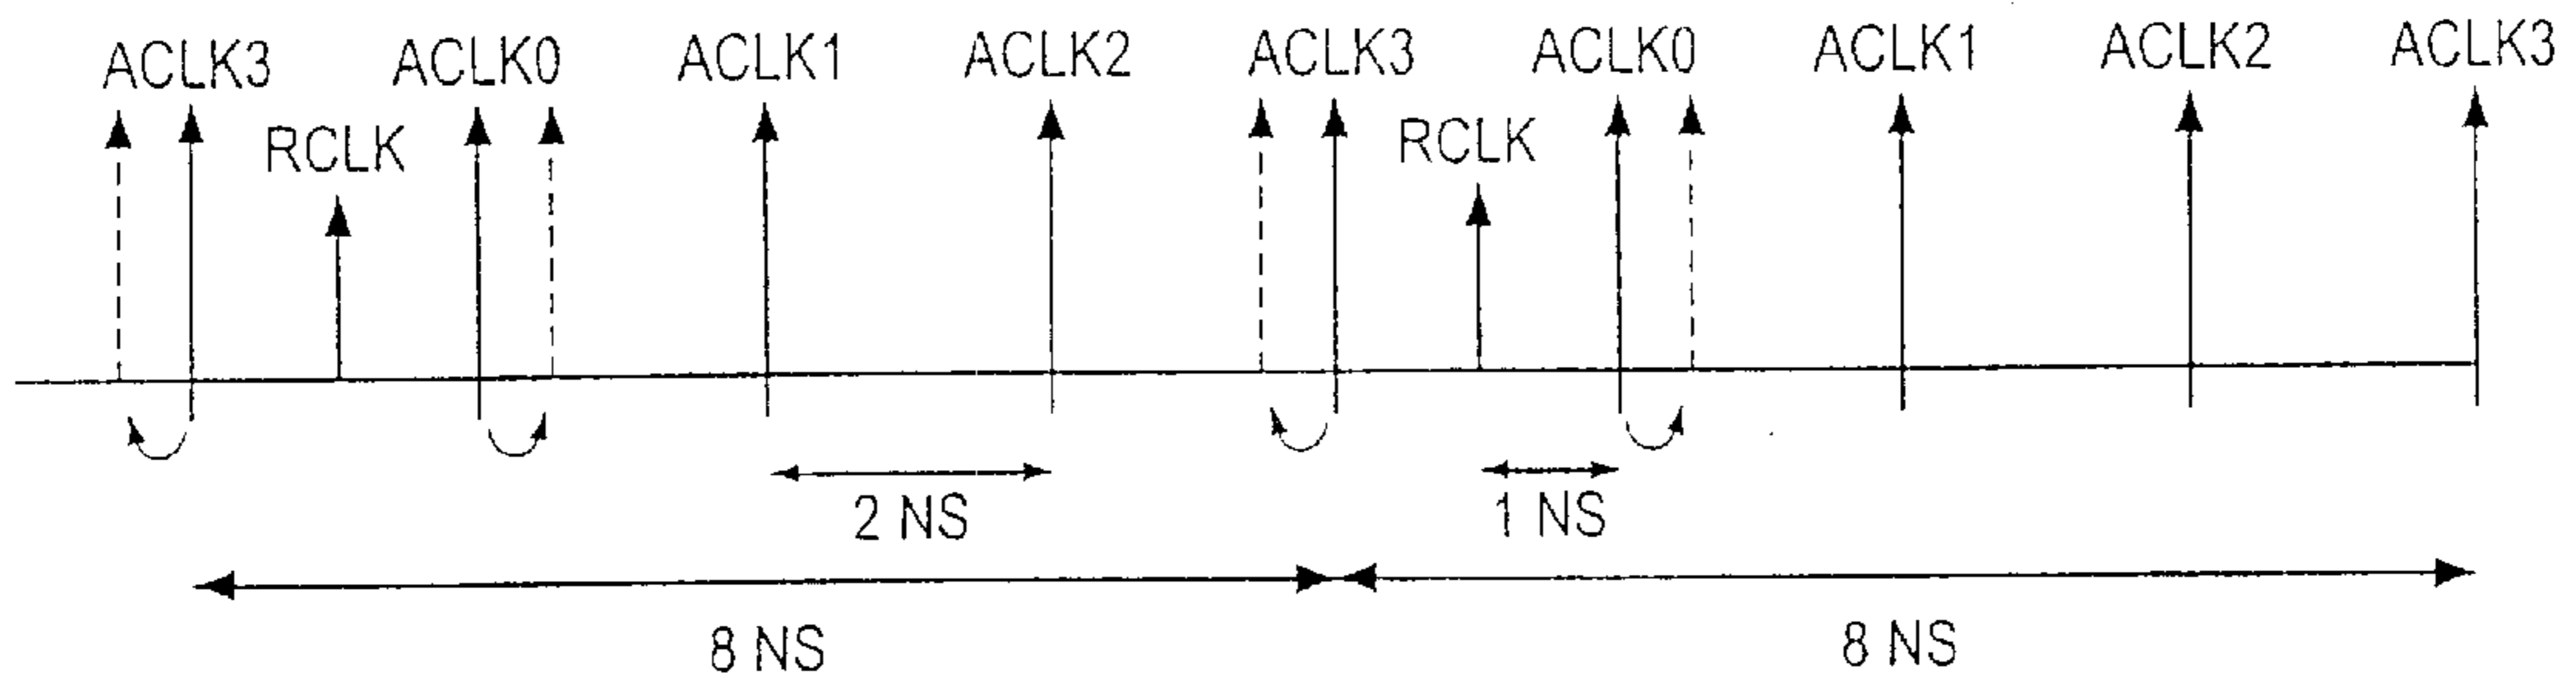 ACLK3 ACLK0 ACLK1 ACLK2 ACLK3 ACLK0 ACLK1 ACLK2 ACLK3
RCLK RCLK
2 NS 1 NS
8 NS 8 NS